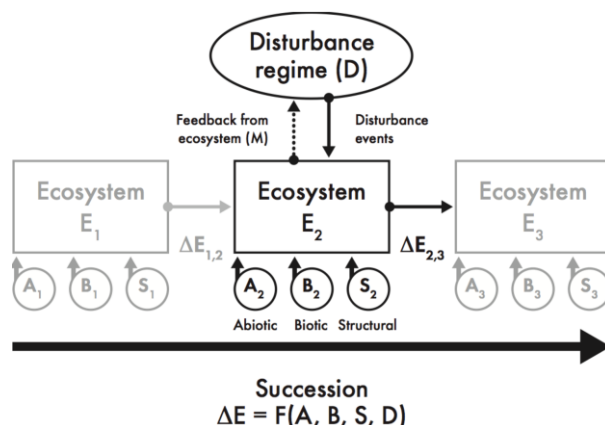 Disturbance
regime (D)
Feedback from
ecosystem (M)
Disturbance
events
Ecosystem
E₁
Ecosystem
E₂
Ecosystem
E₃
ΔE₁,₂
ΔE₂,₃
A₁ B₁ S₁
A₂ B₂ S₂
A₃ B₃ S₃
Abiotic Biotic Structural
Succession
ΔE = F(A, B, S, D)